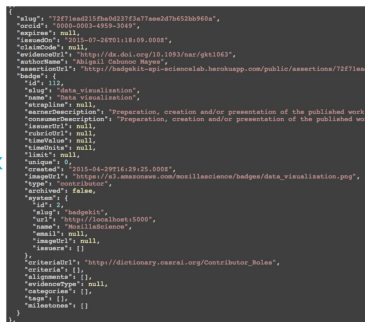 {
"slug": "72f71ead215fba0d237f3a77aee2d7b652bb960a",
"orcid": "0000-0003-4959-3049",
"expires": null,
"issuedOn": "2015-07-26T01:18:09.000Z",
"claimCode": null,
"evidenceUrl": "http://dx.doi.org/10.1093/nar/gkt1063",
"authorName": "Abigail Cabunoc Mayes",
"assertionUrl": "http://badgekit-api-sciencelab.herokuapp.com/public/assertions/72f71ea
"badge": {
"id": 112,
"slug": "data_visualization",
"name": "Data visualization",
"strapline": null,
"earnerDescription": "Preparation, creation and/or presentation of the published work
"consumerDescription": "Preparation, creation and/or presentation of the published wo
"issuerUrl": null,
"rubricUrl": null,
"timeValue": null,
"timeUnits": null,
"limit": null,
"unique": 0,
"created": "2015-04-29T16:29:25.000Z",
"imageUrl": "https://s3.amazonaws.com/mozillascience/badges/data_visualization.png",
"type": "contributor",
"archived": false,
"system": {
"id": 2,
"slug": "badgekit",
"url": "http://localhost:5000",
"name": "MozillaScience",
"email": null,
"imageUrl": null,
"issuers": []
},
"criteriaUrl": "http://dictionary.casrai.org/Contributor_Roles",
"criteria": [],
"alignments": [],
"evidenceType": null,
"categories": [],
"tags": [],
"milestones": []
}
},